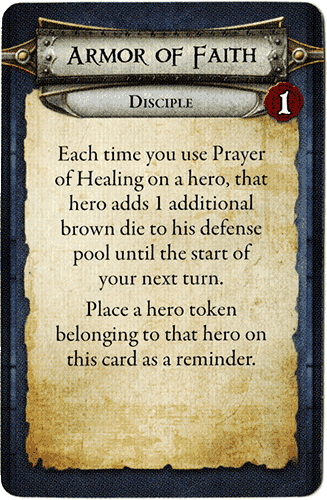 Armor of Faith
Disciple
1
Each time you use Prayer
of Healing on a hero, that
hero adds 1 additional
brown die to his defense
pool until the start of
your next turn.
Place a hero token
belonging to that hero on
this card as a reminder.